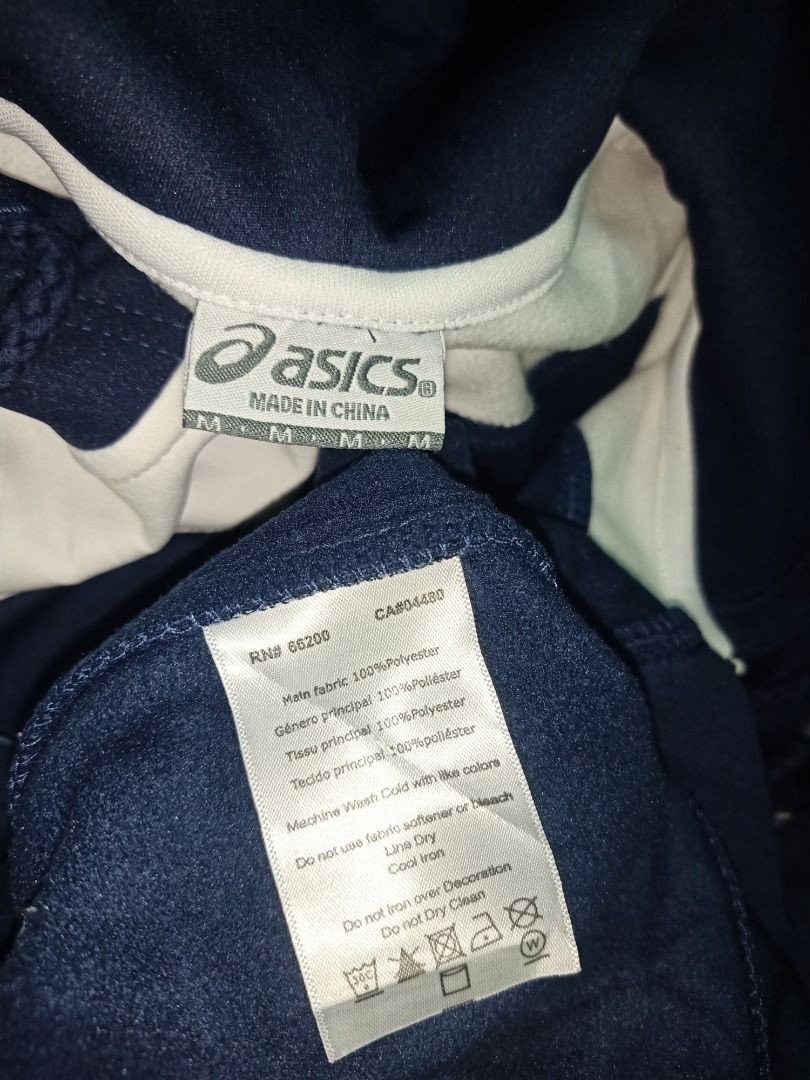 asics®
MADE IN CHINA
M · M · M · M
RN# 66200 CA#04480
Main fabric 100%Polyester
Género principal 100%Poliéster
Tissu principal 100%Polyester
Tecido principal 100%poliéster
Machine Wash Cold with like colors
Do not use fabric softener or bleach
Line Dry
Cool Iron
Do not Iron over Decoration
Do not Dry Clean
30C
W